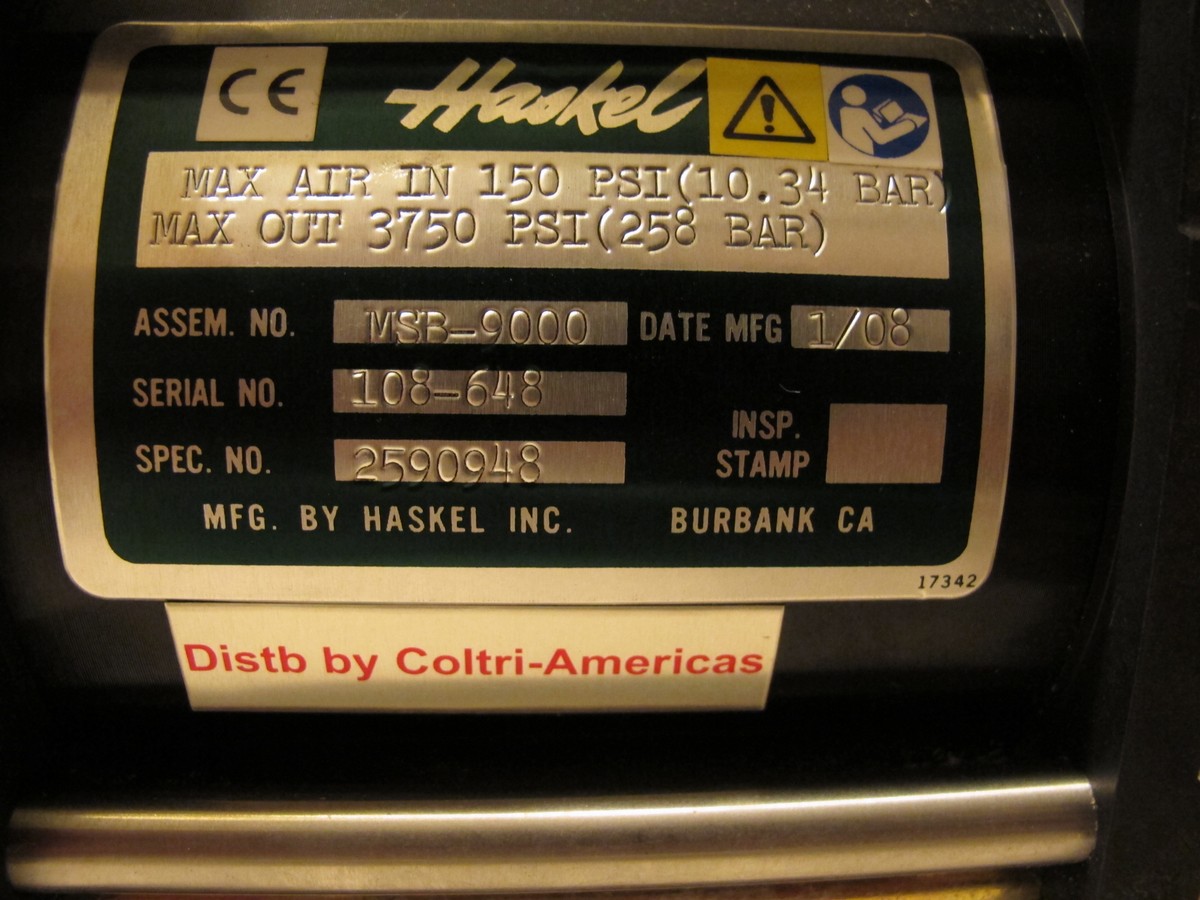 CE Haskel
MAX AIR IN 150 PSI(10.34 BAR)
MAX OUT 3750 PSI(258 BAR)
ASSEM. NO. MSB-9000 DATE MFG 1/08
SERIAL NO. 108-648
INSP.
STAMP
SPEC. NO. 2590948
MFG. BY HASKEL INC. BURBANK CA
17342
Distb by Coltri-Americas